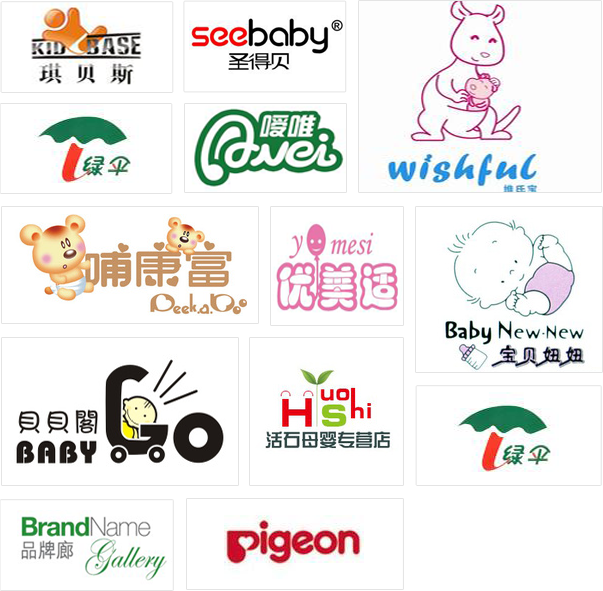 KID BASE
琪贝斯
seebaby®
圣得贝
wishful
维氏宝
绿伞
嗳唯
Aivei
哺康富
Peek.a.Boo
yomesi
优美适
Baby New·New
宝贝妞妞
貝貝閣
BABY GO
Huoshi
活石母婴专营店
绿伞
BrandName
品牌廊 Gallery
pigeon